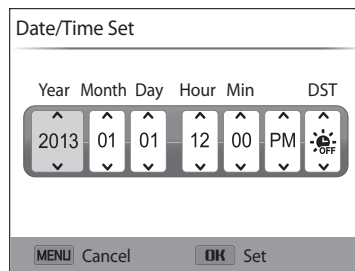 Date/Time Set
Year Month Day Hour Min DST
2013 01 01 12 00 PM OFF
MENU Cancel OK Set